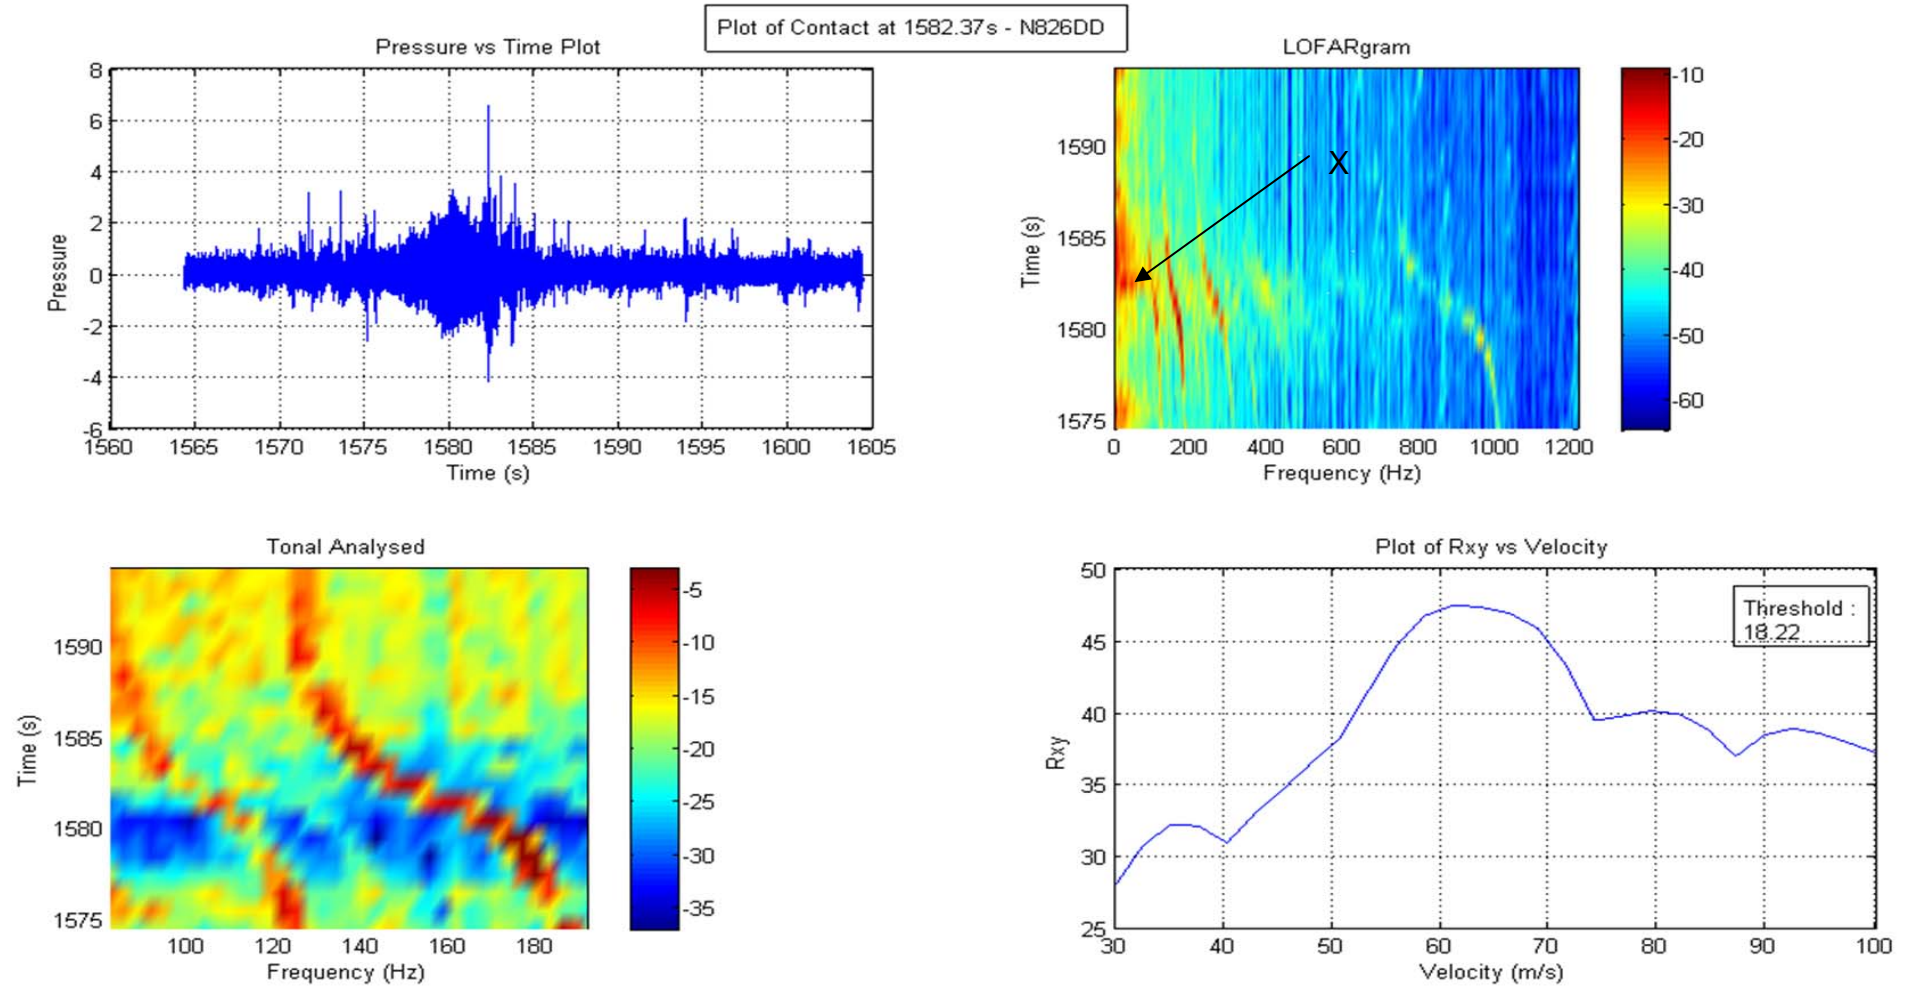 Plot of Contact at 1582.37s - N826DD
Pressure vs Time Plot
8
6
4
2
0
-2
-4
-6
Pressure
1560 1565 1570 1575 1580 1585 1590 1595 1600 1605
Time (s)
LOFARgram
1590
1585
1580
1575
Time (s)
X
0 200 400 600 800 1000 1200
Frequency (Hz)
-10
-20
-30
-40
-50
-60
Tonal Analysed
1590
1585
1580
1575
Time (s)
100 120 140 160 180
Frequency (Hz)
-5
-10
-15
-20
-25
-30
-35
Plot of Rxy vs Velocity
50
45
40
35
30
25
Rxy
Threshold :
18.22
30 40 50 60 70 80 90 100
Velocity (m/s)